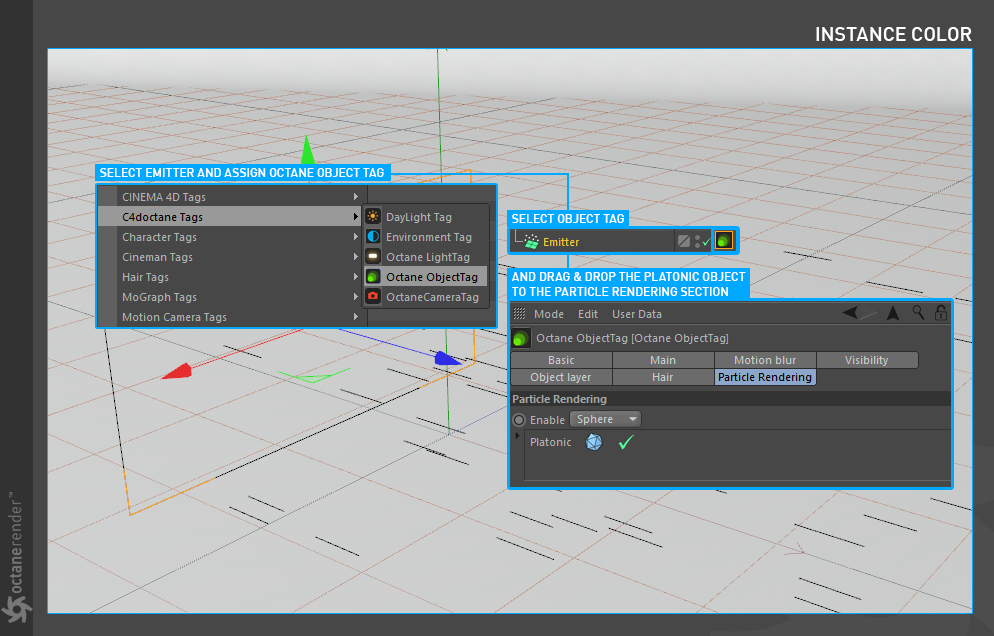 INSTANCE COLOR
SELECT EMITTER AND ASSIGN OCTANE OBJECT TAG
CINEMA 4D Tags
C4doctane Tags
Character Tags
Cineman Tags
Hair Tags
MoGraph Tags
Motion Camera Tags
DayLight Tag
Environment Tag
Octane LightTag
Octane ObjectTag
OctaneCameraTag
SELECT OBJECT TAG
Emitter
AND DRAG & DROP THE PLATONIC OBJECT
TO THE PARTICLE RENDERING SECTION
Mode Edit User Data
Octane ObjectTag [Octane ObjectTag]
Basic Main Motion blur Visibility
Object layer Hair Particle Rendering
Particle Rendering
Enable Sphere
Platonic
octanerender™